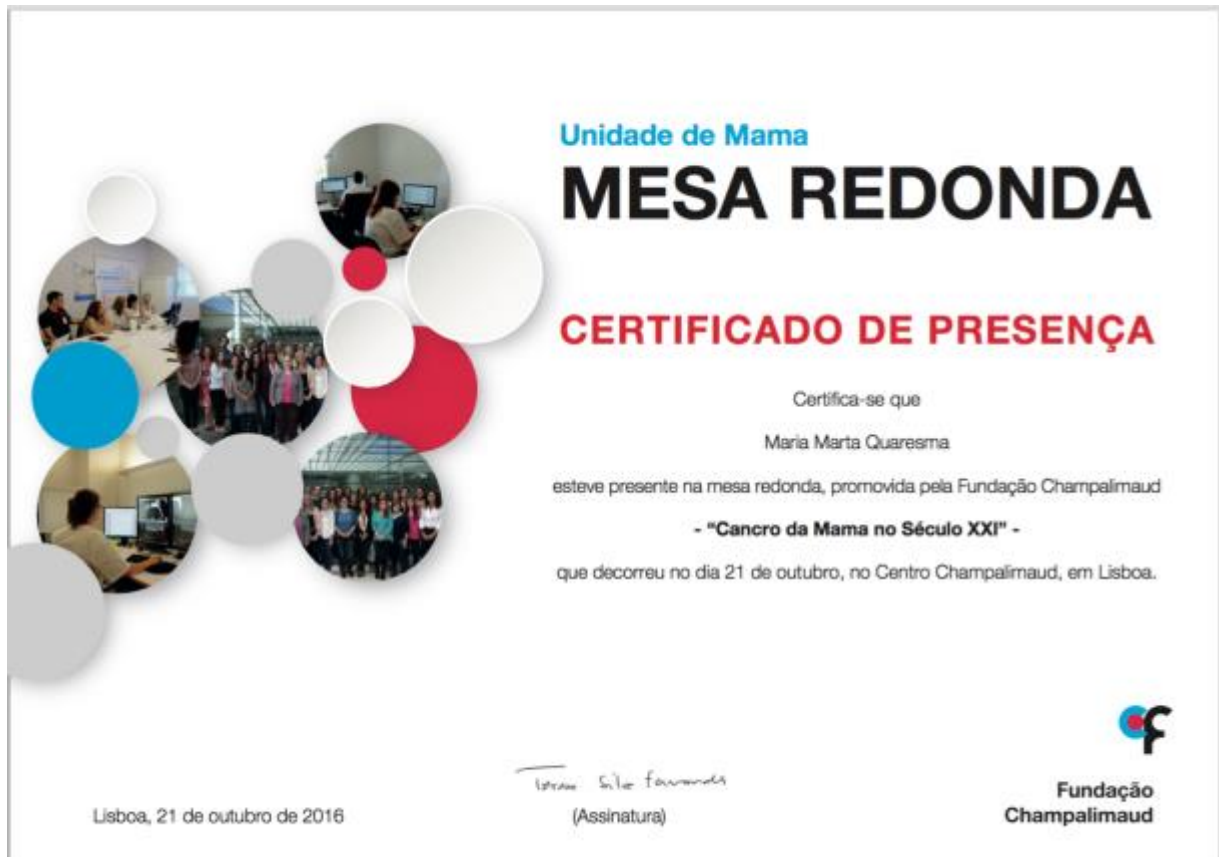 Unidade de Mama
MESA REDONDA
CERTIFICADO DE PRESENÇA
Certifica-se que
Maria Marta Quaresma
esteve presente na mesa redonda, promovida pela Fundação Champalimaud
- “Cancro da Mama no Século XXI” -
que decorreu no dia 21 de outubro, no Centro Champalimaud, em Lisboa.
Lisboa, 21 de outubro de 2016
(Assinatura)
Fundação
Champalimaud